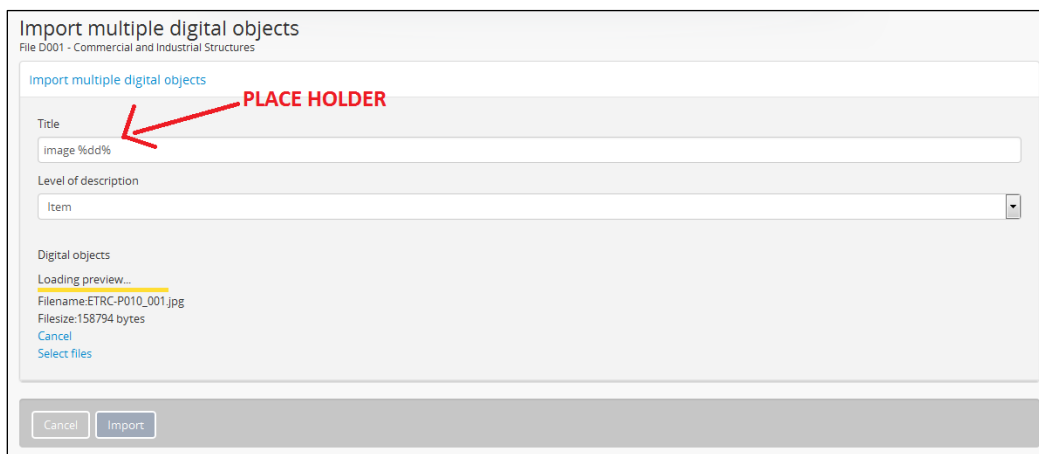 Import multiple digital objects
File D001 - Commercial and Industrial Structures
Import multiple digital objects
PLACE HOLDER
Title
image %dd%
Level of description
Item
Digital objects
Loading preview...
Filename:ETRC-P010_001.jpg
Filesize:158794 bytes
Cancel
Select files
Cancel
Import